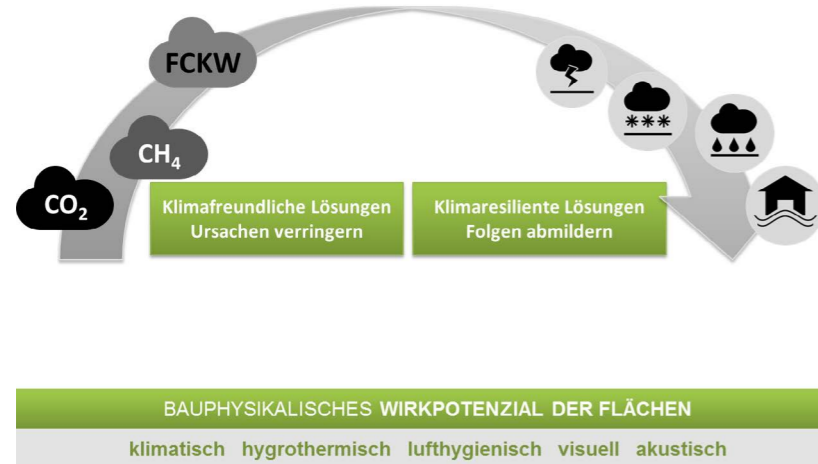 FCKW
CH₄
CO₂
Klimafreundliche Lösungen
Ursachen verringern
Klimaresiliente Lösungen
Folgen abmildern
BAUPHYSIKALISCHES WIRKPOTENZIAL DER FLÄCHEN
klimatisch hygrothermisch lufthygienisch visuell akustisch